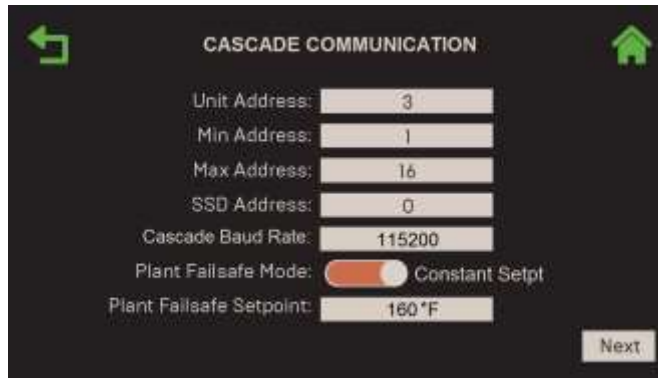 CASCADE COMMUNICATION
Unit Address: 3
Min Address: 1
Max Address: 16
SSD Address: 0
Cascade Baud Rate: 115200
Plant Failsafe Mode: Constant Setpt
Plant Failsafe Setpoint: 160°F
Next